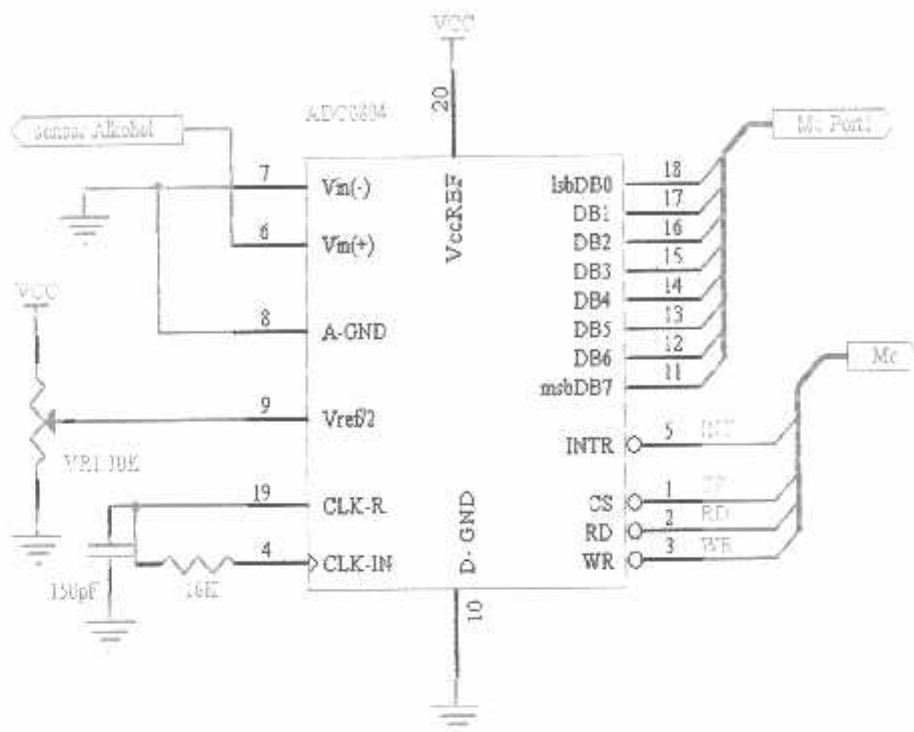 VCC
20
ADC0804
sensor Alkohol
Mc Port1
7
Vin(-)
VccREF
18
lsbDB0
17
DB1
6
Vin(+)
16
DB2
15
DB3
14
DB4
VCC
8
A-GND
13
DB5
12
DB6
11
msbDB7
Mc
9
Vref/2
VR1 10K
5
INTR
INT
19
CLK-R
1
CS
2
RD
RD
4
CLK-IN
3
WR
WR
D- GND
150pF
10K
10